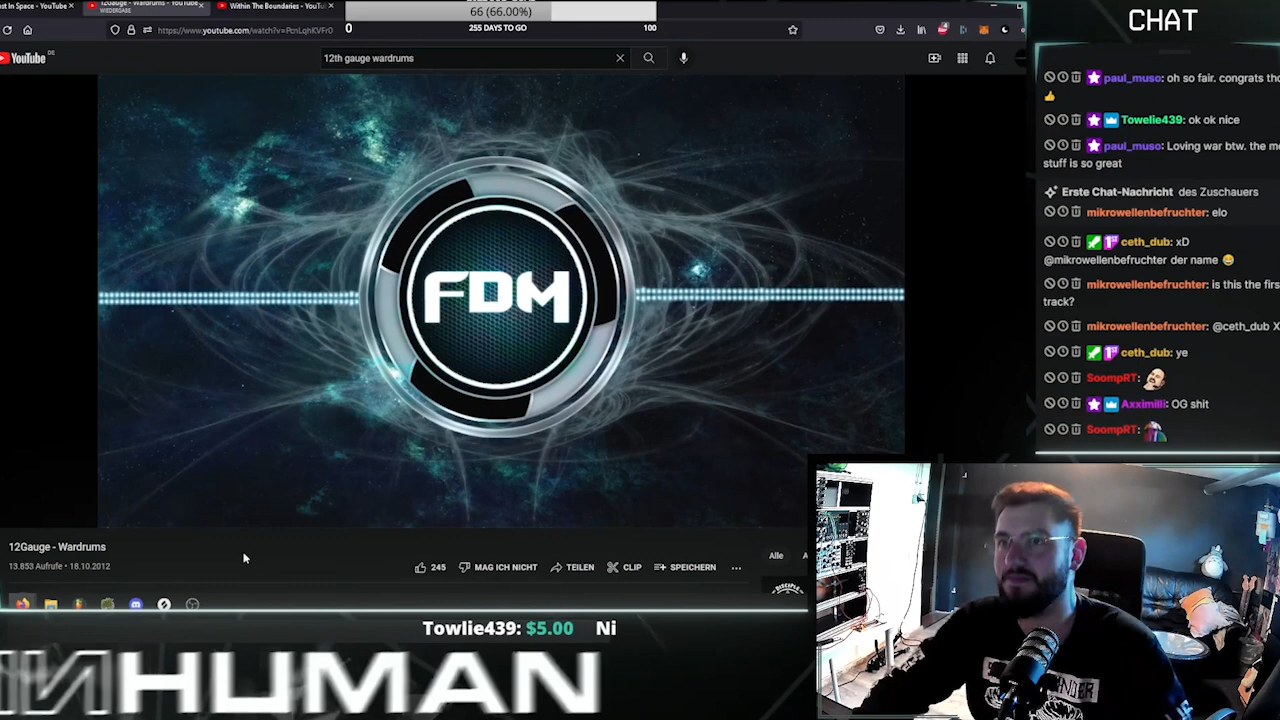 st In Space - YouTube
12Gauge - Wardrums - YouTube
WIEDERGABE
Within The Boundaries - YouTu
66 (66.00%)
0
255 DAYS TO GO
100
https://www.youtube.com/watch?v=PcnLqhKVFr0
YouTube DE
12th gauge wardrums
FDM
12Gauge - Wardrums
13.853 Aufrufe • 18.10.2012
245
MAG ICH NICHT
TEILEN
CLIP
SPEICHERN
Alle
DISCIPLE
Towlie439: $5.00 Ni
INHUMAN
CHAT
paul_muso: oh so fair. congrats tho
👍
Towelie439: ok ok nice
paul_muso: Loving war btw. the me
stuff is so great
Erste Chat-Nachricht des Zuschauers
mikrowellenbefruchter: elo
ceth_dub: xD
@mikrowellenbefruchter der name 😂
mikrowellenbefruchter: is this the firs
track?
mikrowellenbefruchter: @ceth_dub X
ceth_dub: ye
SoompRT:
Axximilli: OG shit
SoompRT: